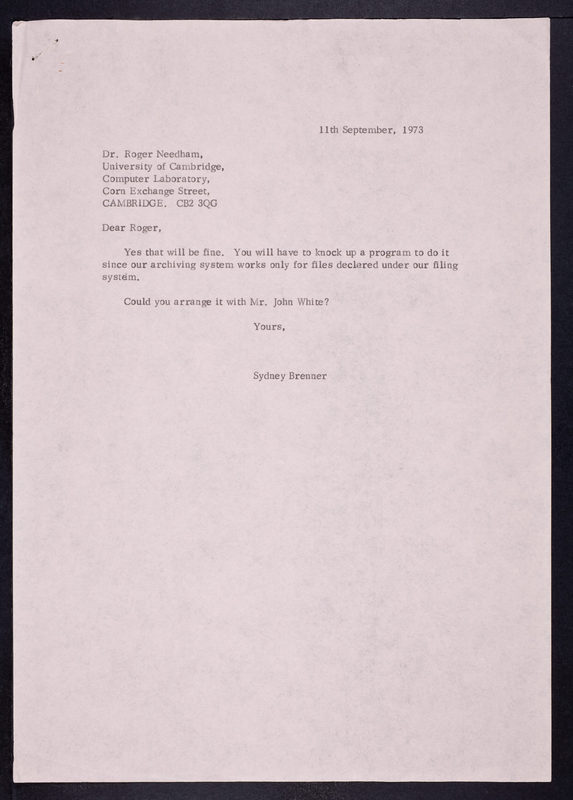 11th September, 1973
Dr. Roger Needham,
University of Cambridge,
Computer Laboratory,
Corn Exchange Street,
CAMBRIDGE. CB2 3QG
Dear Roger,
Yes that will be fine. You will have to knock up a program to do it
since our archiving system works only for files declared under our filing
system.
Could you arrange it with Mr. John White?
Yours,
Sydney Brenner